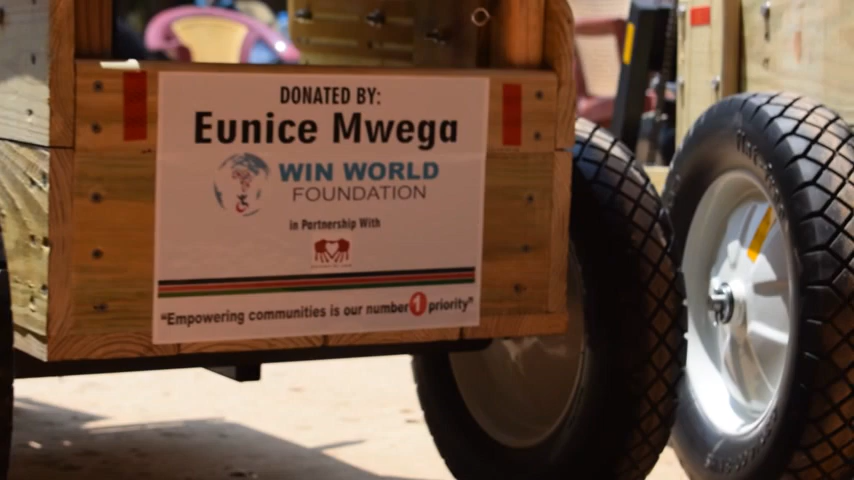 DONATED BY:
Eunice Mwega
WIN WORLD
FOUNDATION
in Partnership With
“Empowering communities is our number 1 priority”